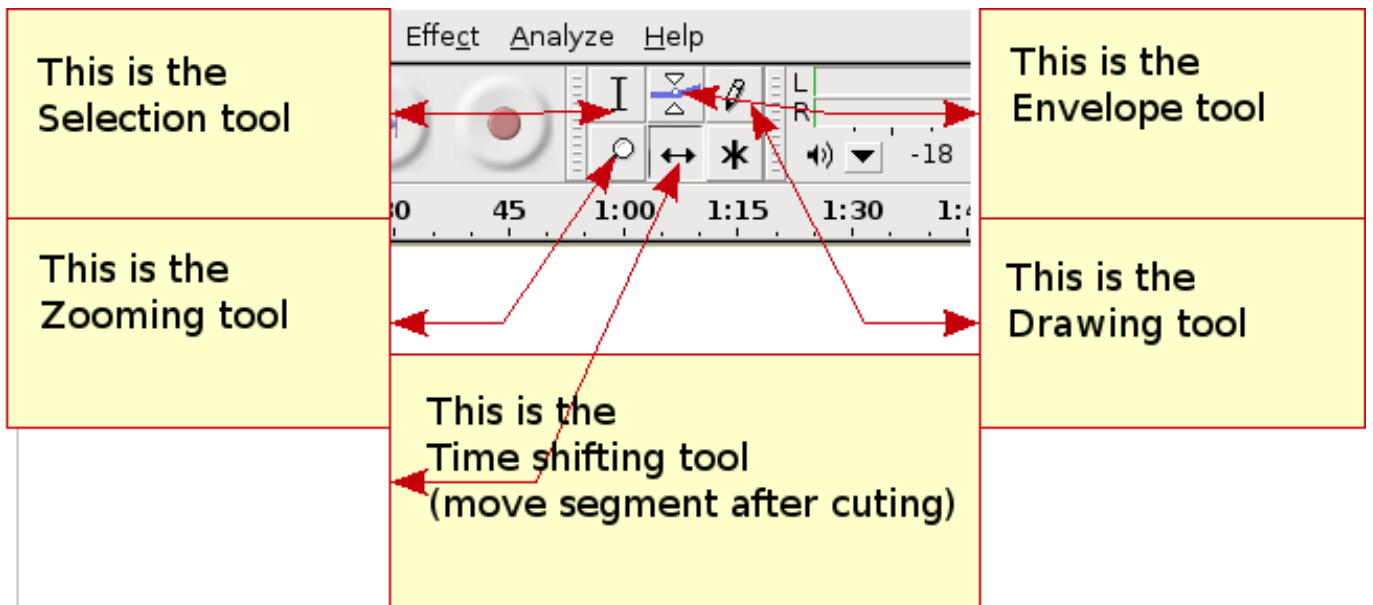 Effect Analyze Help
This is the
Selection tool
This is the
Envelope tool
L
R
-18
45 1:00 1:15 1:30
This is the
Zooming tool
This is the
Drawing tool
This is the
Time shifting tool
(move segment after cuting)